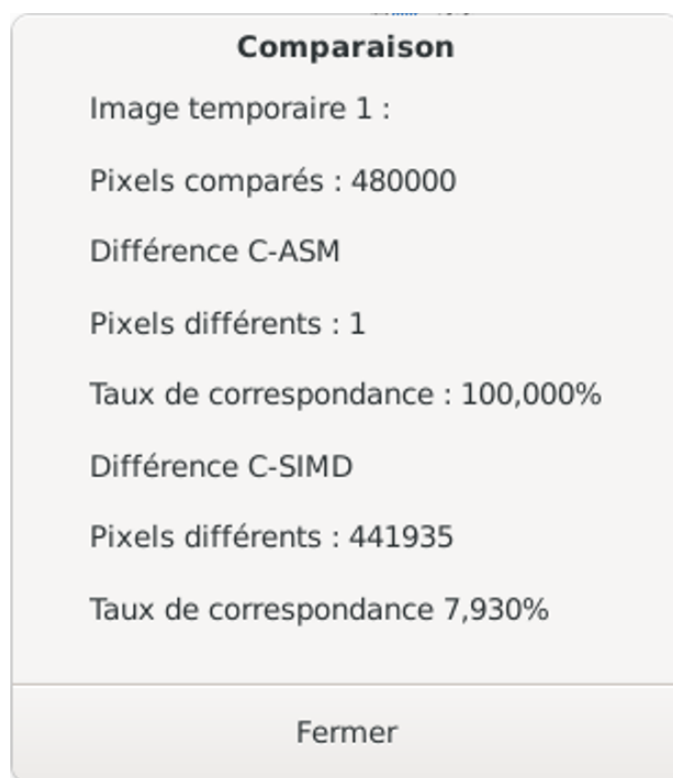 Comparaison
Image temporaire 1 :
Pixels comparés : 480000
Différence C-ASM
Pixels différents : 1
Taux de correspondance : 100,000%
Différence C-SIMD
Pixels différents : 441935
Taux de correspondance 7,930%
Fermer